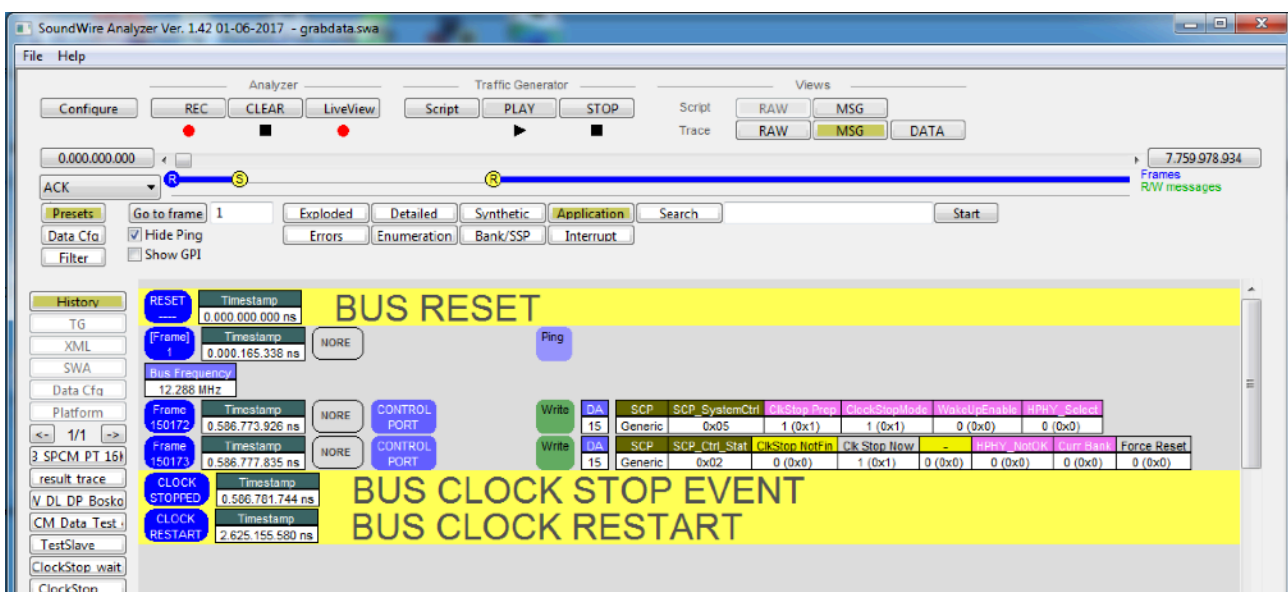 SoundWire Analyzer Ver. 1.42 01-06-2017 - grabdata.swa
File Help
Analyzer Traffic Generator Views
Configure REC CLEAR LiveView Script PLAY STOP Script RAW MSG
Trace RAW MSG DATA
0.000.000.000 7.759.978.934
R S R Frames
ACK R/W messages
Presets Go to frame 1 Exploded Detailed Synthetic Application Search Start
Data Cfg Hide Ping Errors Enumeration Bank/SSP Interrupt
Filter Show GPI
History RESET Timestamp BUS RESET
---- 0.000.000.000 ns
TG [Frame] Timestamp NORE Ping
XML 1 0.000.165.338 ns
SWA Bus Frequency
Data Cfg 12.288 MHz
Platform Frame Timestamp NORE CONTROL Write DA SCP SCP_SystemCtrl ClkStop Prep ClockStopMode WakeUpEnable HPHY_Select
<- 1/1 -> 150172 0.586.773.926 ns PORT 15 Generic 0x05 1 (0x1) 1 (0x1) 0 (0x0) 0 (0x0)
3 SPCM PT 16 Frame Timestamp NORE CONTROL Write DA SCP SCP_Ctrl_Stat ClkStop NotFin Clk Stop Now - HPHY_NotOK Curr Bank Force Reset
150173 0.586.777.835 ns PORT 15 Generic 0x02 0 (0x0) 1 (0x1) 0 (0x0) 0 (0x0) 0 (0x0) 0 (0x0)
result trace CLOCK Timestamp BUS CLOCK STOP EVENT
DL DP Bosko STOPPED 0.586.781.744 ns
CM Data Test CLOCK Timestamp BUS CLOCK RESTART
TestSlave RESTART 2.625.155.580 ns
ClockStop wait
ClockStop